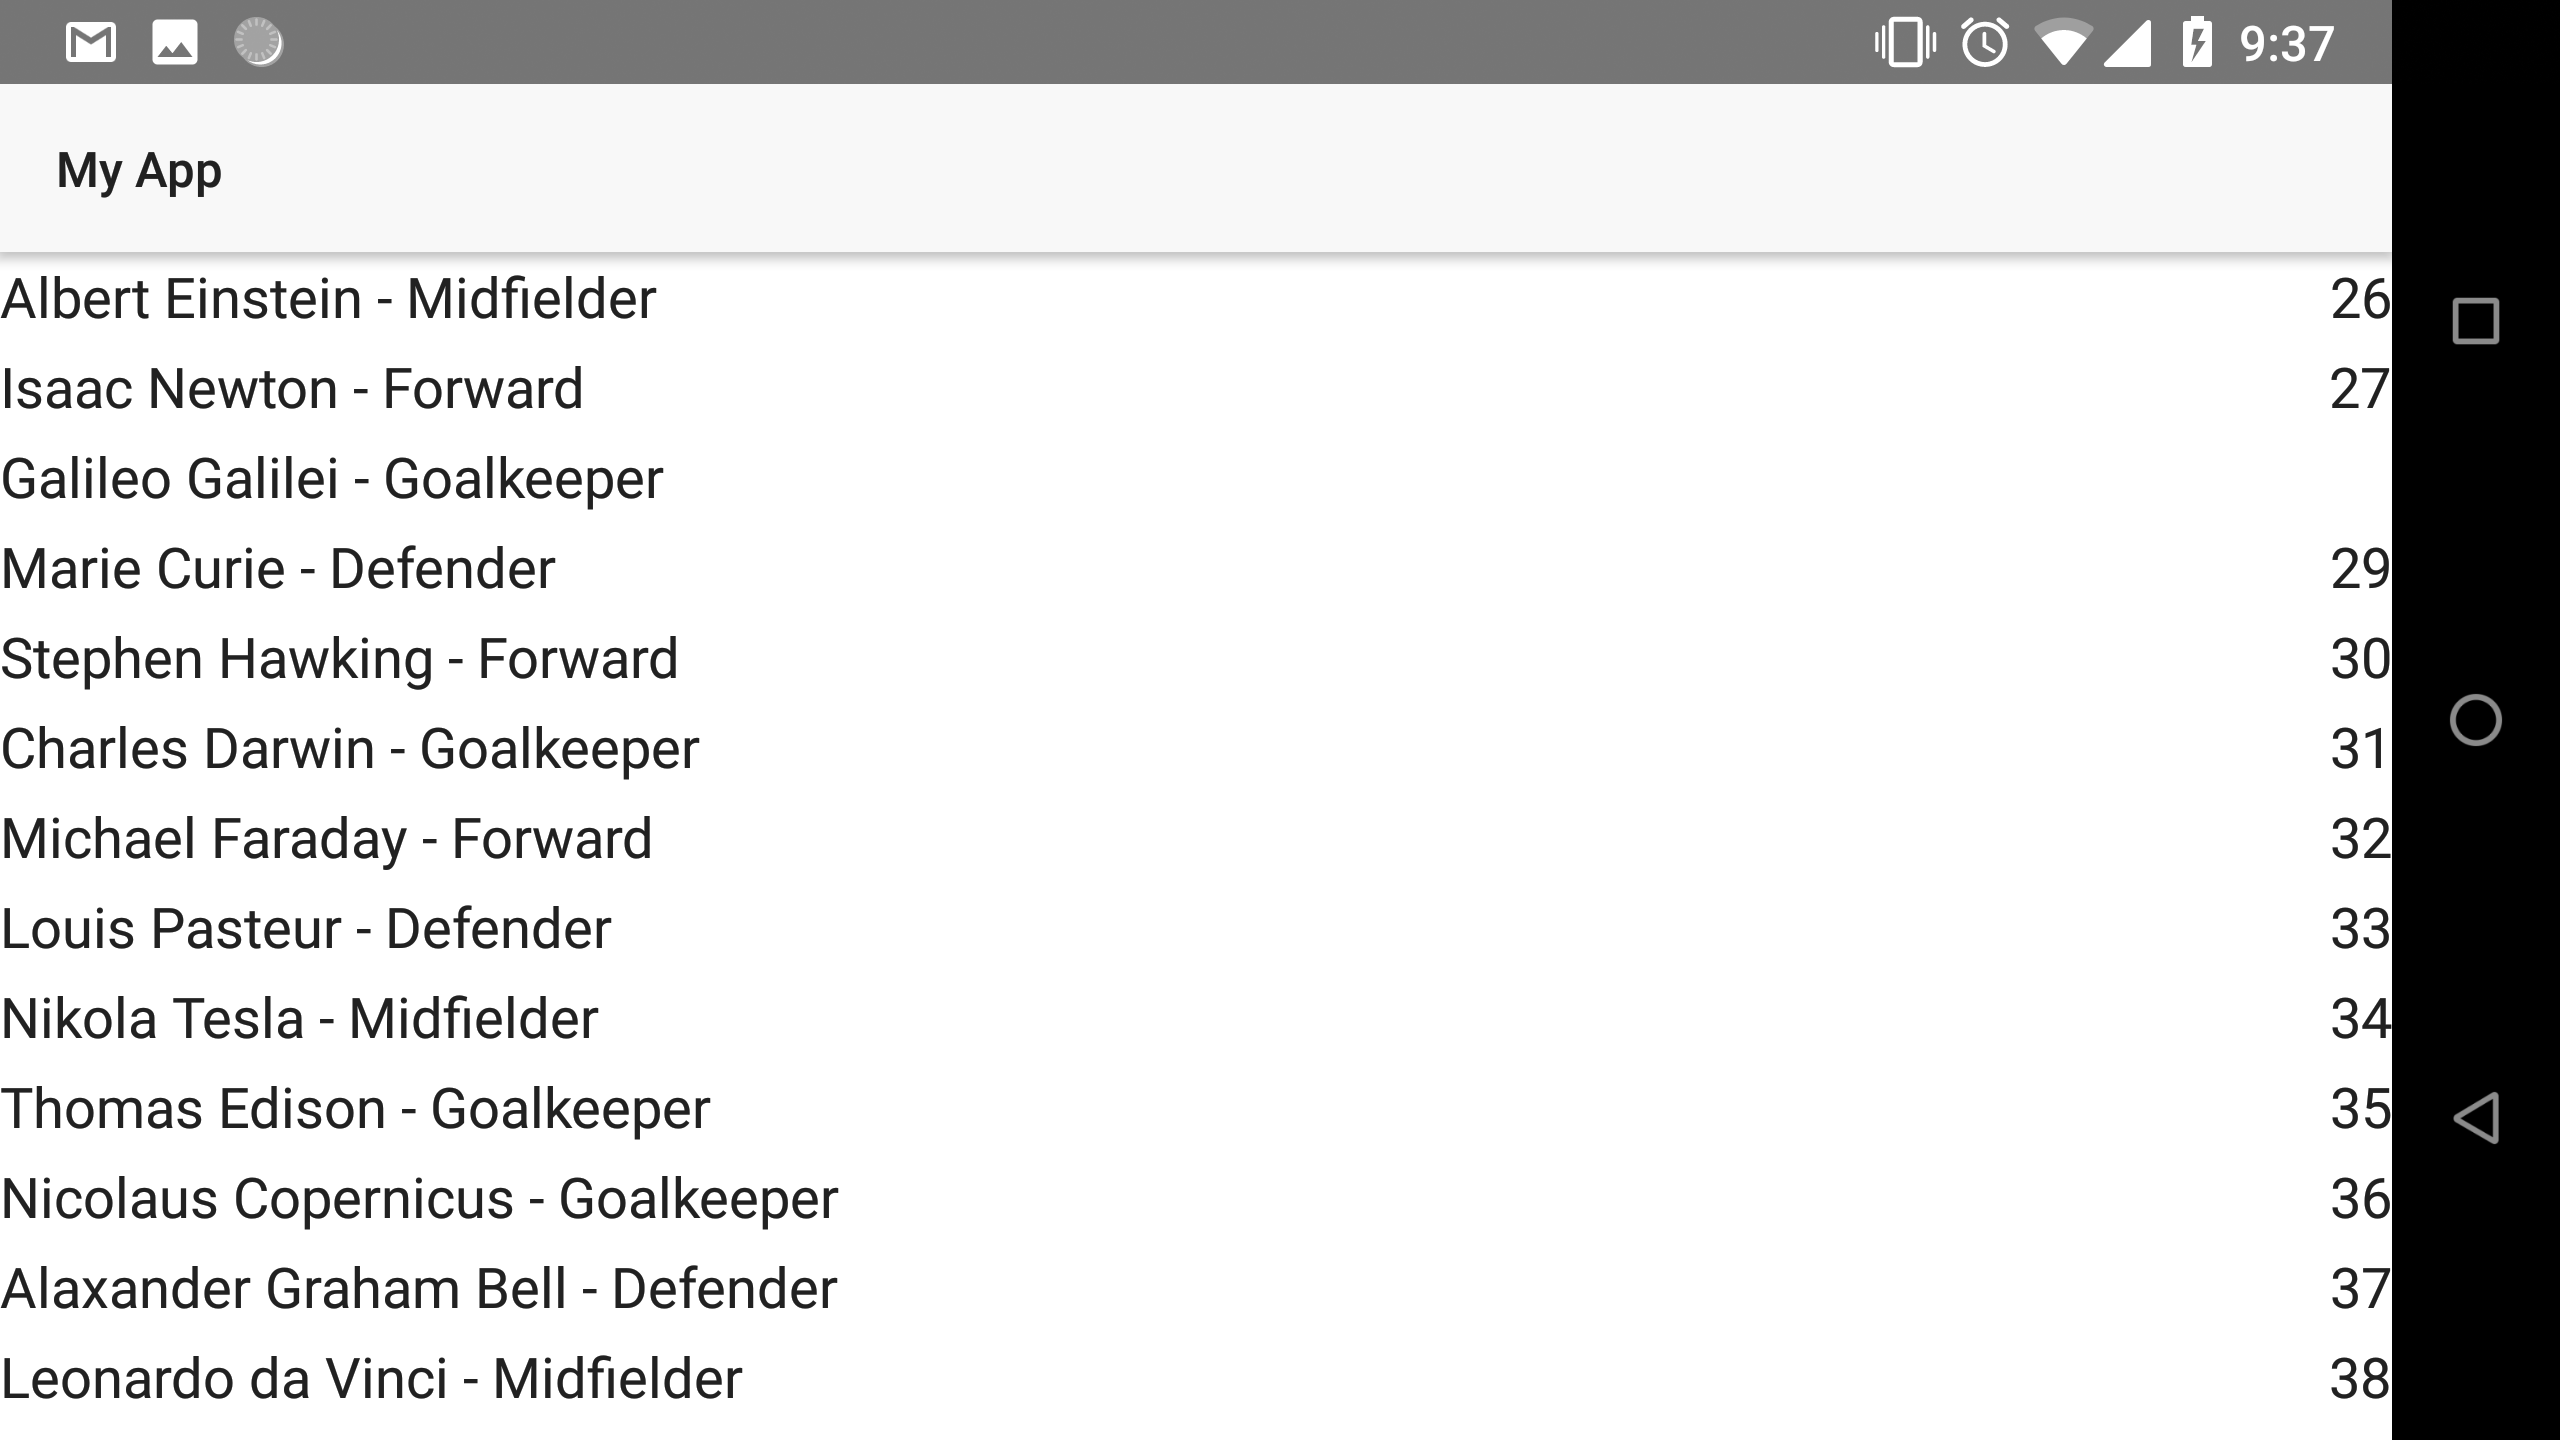 9:37
My App
Albert Einstein - Midfielder 26
Isaac Newton - Forward 27
Galileo Galilei - Goalkeeper
Marie Curie - Defender 29
Stephen Hawking - Forward 30
Charles Darwin - Goalkeeper 31
Michael Faraday - Forward 32
Louis Pasteur - Defender 33
Nikola Tesla - Midfielder 34
Thomas Edison - Goalkeeper 35
Nicolaus Copernicus - Goalkeeper 36
Alaxander Graham Bell - Defender 37
Leonardo da Vinci - Midfielder 38